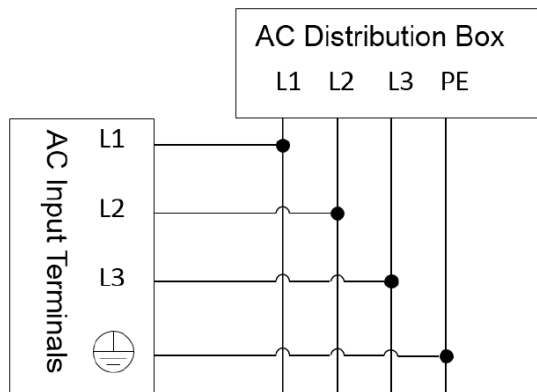 AC Distribution Box
L1 L2 L3 PE
AC Input Terminals
L1
L2
L3